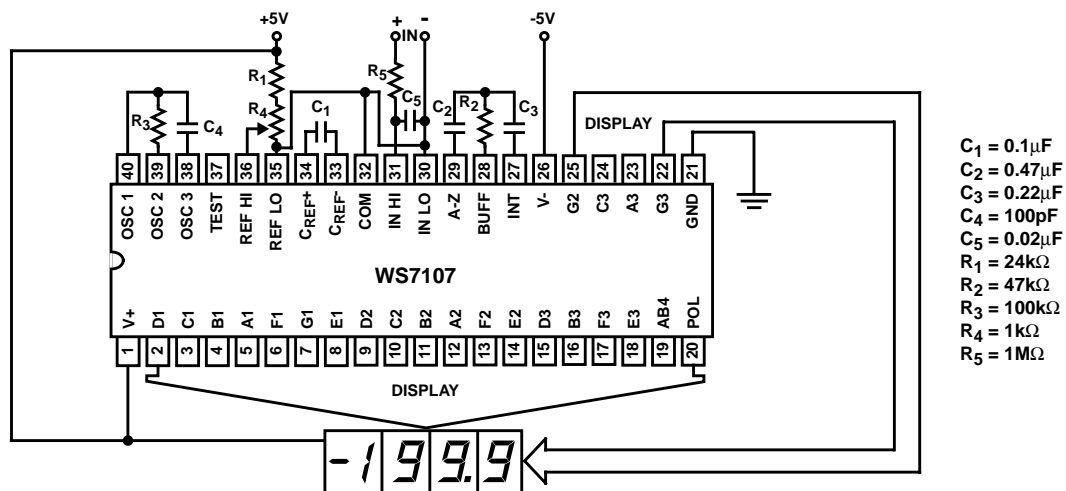 +5V + IN - -5V
R1 R5
R4 C1 C5 C2 R2 C3 DISPLAY
R3 C4
40 39 38 37 36 35 34 33 32 31 30 29 28 27 26 25 24 23 22 21
OSC 1 OSC 2 OSC 3 TEST REF HI REF LO CREF+ CREF- COM IN HI IN LO A-Z BUFF INT V- G2 C3 A3 G3 GND
WS7107
V+ D1 C1 B1 A1 F1 G1 E1 D2 C2 B2 A2 F2 E2 D3 B3 F3 E3 AB4 POL
1 2 3 4 5 6 7 8 9 10 11 12 13 14 15 16 17 18 19 20
DISPLAY
-199.9
C1 = 0.1µF
C2 = 0.47µF
C3 = 0.22µF
C4 = 100pF
C5 = 0.02µF
R1 = 24kΩ
R2 = 47kΩ
R3 = 100kΩ
R4 = 1kΩ
R5 = 1MΩ